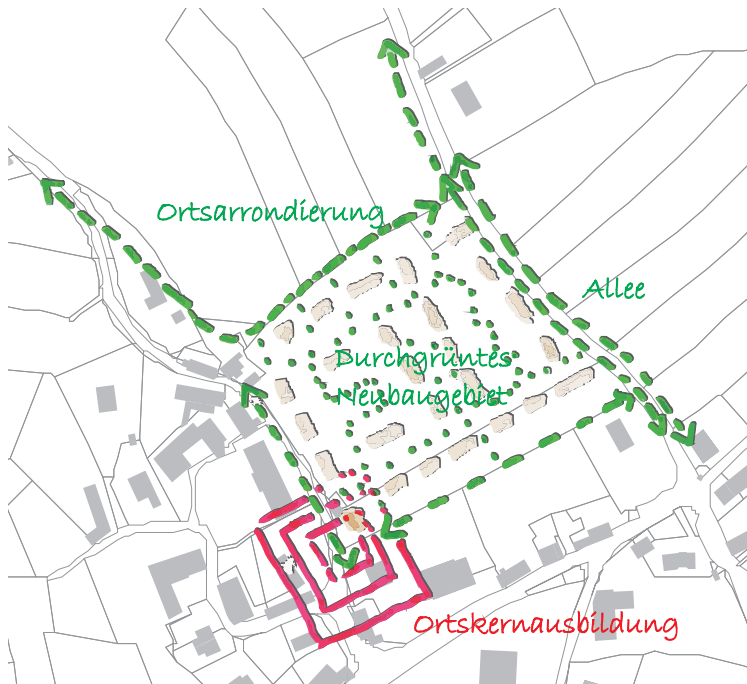 Ortsarrondierung
Allee
Durchgrüntes
Neubaugebiet
Ortskernausbildung